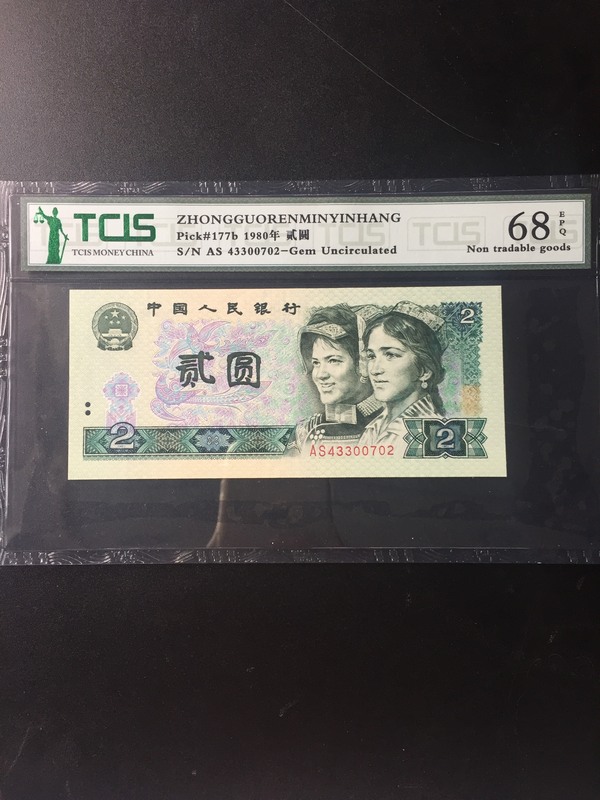 TCIS
TCIS MONEY CHINA
ZHONGGUORENMINYINHANG
Pick#177b 1980年 贰圓
S/N AS 43300702-Gem Uncirculated
68
EPQ
Non tradable goods
中国人民银行
2
贰圆
2
2
AS43300702